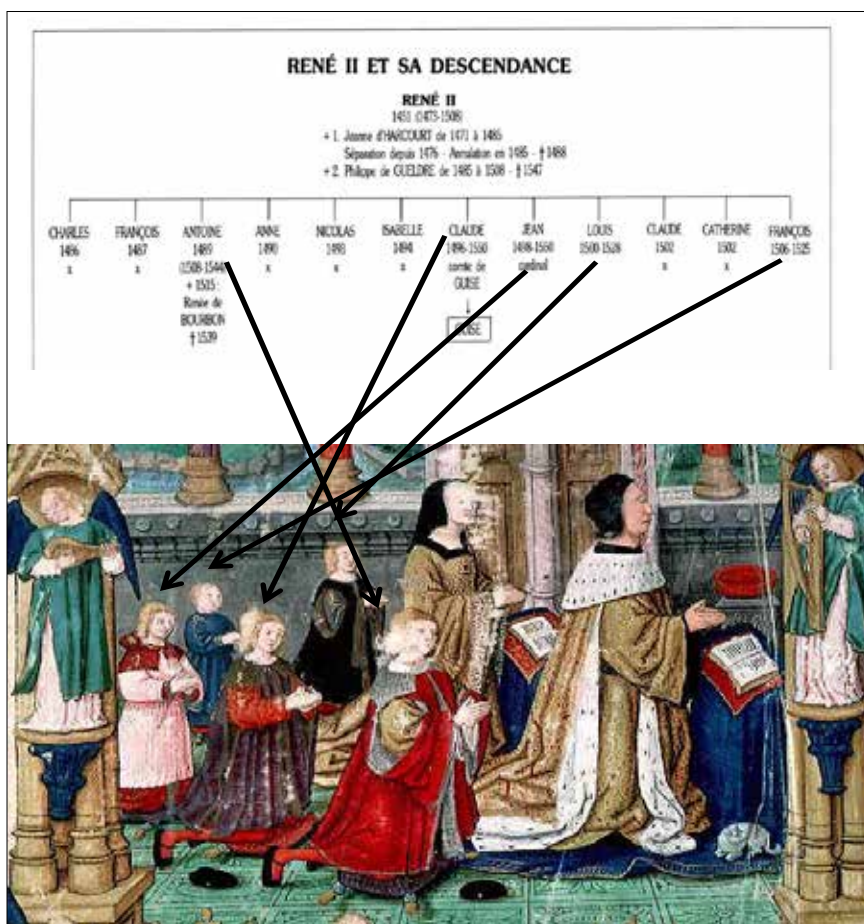 RENÉ II ET SA DESCENDANCE
RENÉ II
1451 (1473-1508)
+ 1. Jeanne d'HARCOURT de 1471 à 1485
Séparation depuis 1476 - Annulation en 1485 - †1488
+ 2. Philippe de GUELDRE de 1485 à 1508 - †1547
CHARLES FRANÇOIS ANTOINE ANNE NICOLAS ISABELLE CLAUDE JEAN LOUIS CLAUDE CATHERINE FRANÇOIS
1486 1487 1489 1490 1493 1494 1496-1550 1498-1550 1500-1528 1502 1502 1506-1525
x x (1508-1544) x x x comte de cardinal x x
+ 1515: GUISE
Renée de
BOURBON GUISE
†1539